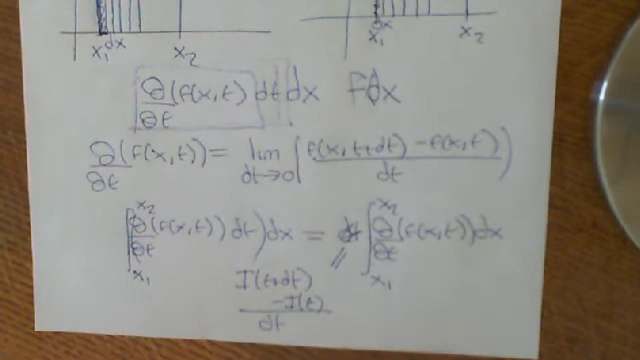 x₁ dx x₂ x₁ dx x₂
∂/∂t (f(x,t) dt dx f dx
∂/∂t (f(x,t)) = lim dt→0 ( f(x,t+dt) - f(x,t) / dt )
∫ x₁ x₂ ∂/∂t (f(x,t)) dt) dx = dt ∫ x₁ x₂ ∂/∂t (f(x,t)) dx
I(t+dt)
-I(t)
dt